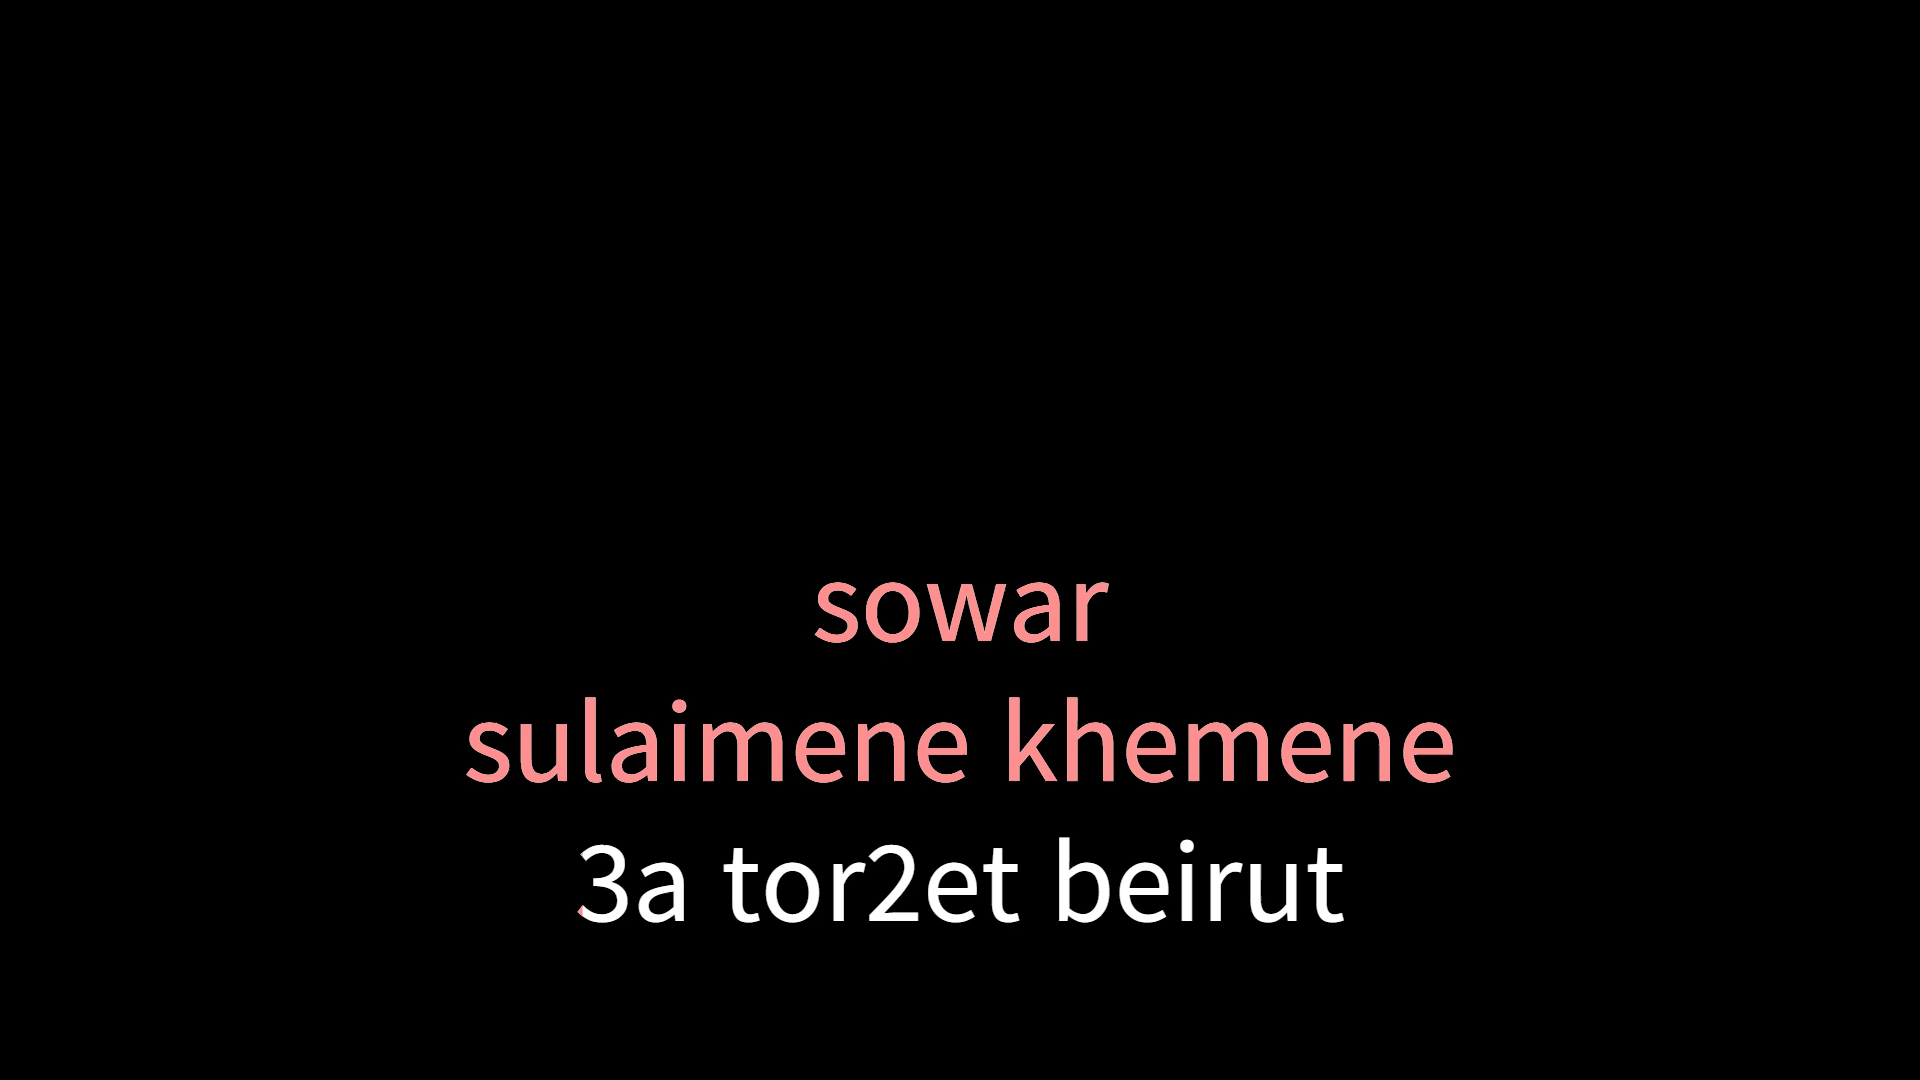 sowar
sulaimene khemene
3a tor2et beirut